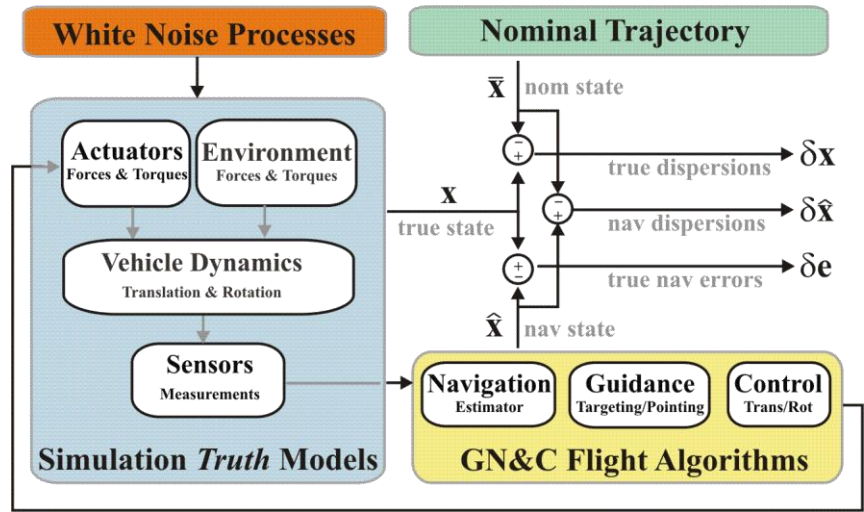 White Noise Processes
Nominal Trajectory
x̄
nom state
Actuators
Forces & Torques
Environment
Forces & Torques
−
+
true dispersions
δx
x
true state
−
+
nav dispersions
δx̂
Vehicle Dynamics
Translation & Rotation
+
−
true nav errors
δe
x̂
nav state
Sensors
Measurements
Navigation
Estimator
Guidance
Targeting/Pointing
Control
Trans/Rot
Simulation Truth Models
GN&C Flight Algorithms